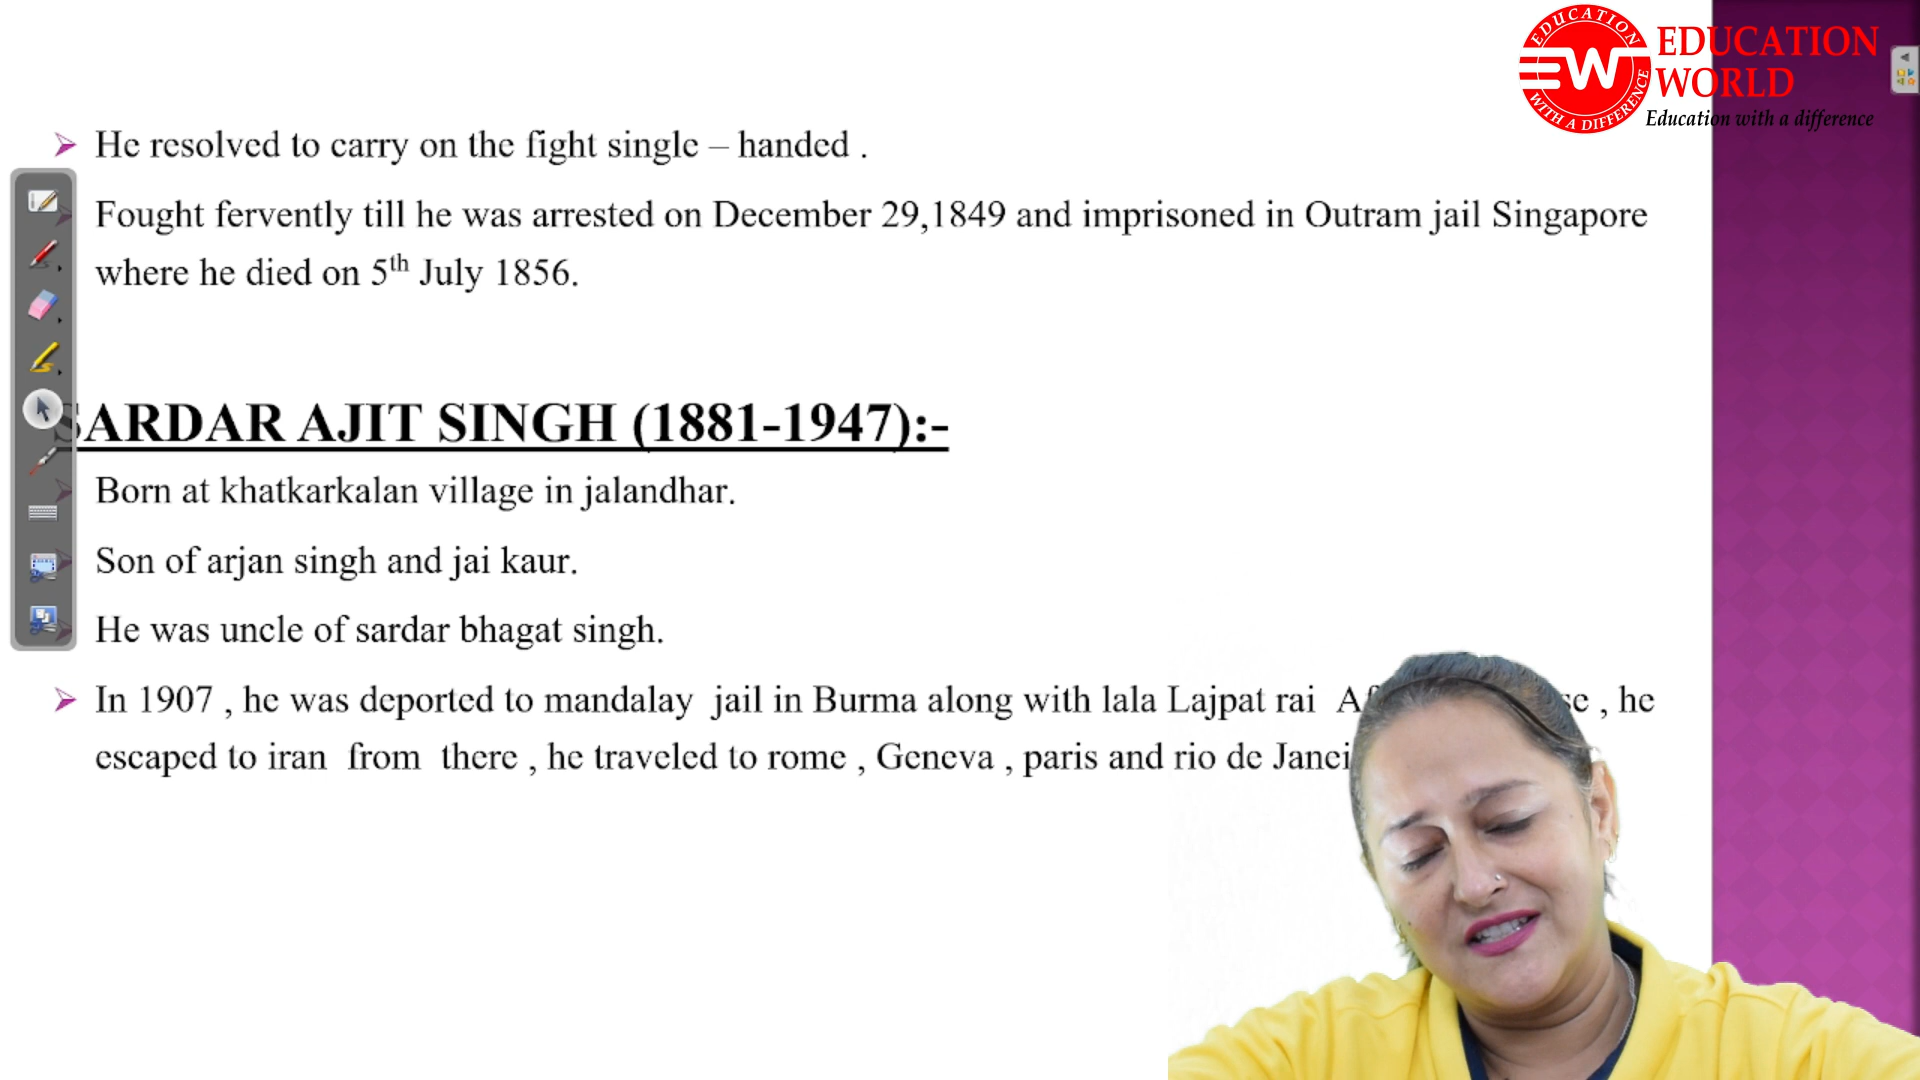 EDUCATION
WITH A DIFFERENCE
EW
EDUCATION
WORLD
Education with a difference
He resolved to carry on the fight single – handed .
Fought fervently till he was arrested on December 29,1849 and imprisoned in Outram jail Singapore
where he died on 5th July 1856.
SARDAR AJIT SINGH (1881-1947):-
Born at khatkarkalan village in jalandhar.
Son of arjan singh and jai kaur.
He was uncle of sardar bhagat singh.
In 1907 , he was deported to mandalay jail in Burma along with lala Lajpat rai , he
escaped to iran from there , he traveled to rome , Geneva , paris and rio de